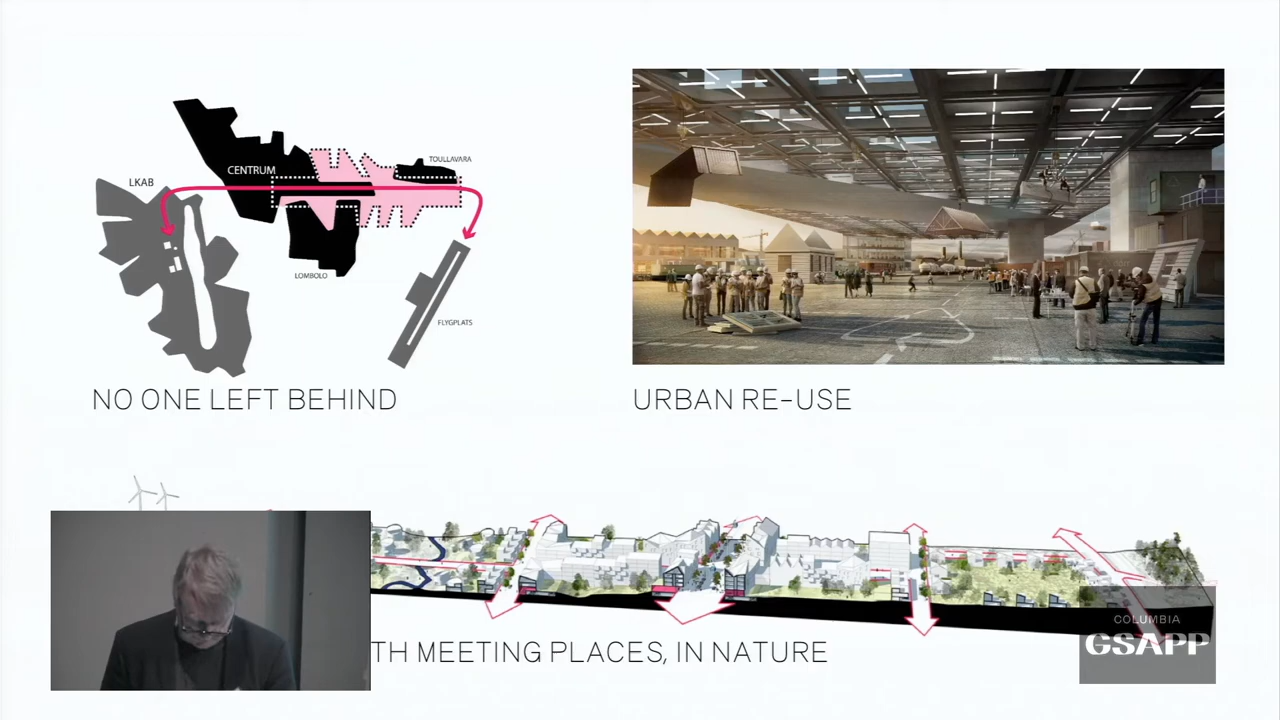 CENTRUM
TOULLAVARA
LKAB
LOMBOLO
FLYGPLATS
NO ONE LEFT BEHIND
URBAN RE-USE
TH MEETING PLACES, IN NATURE
COLUMBIA
GSAPP